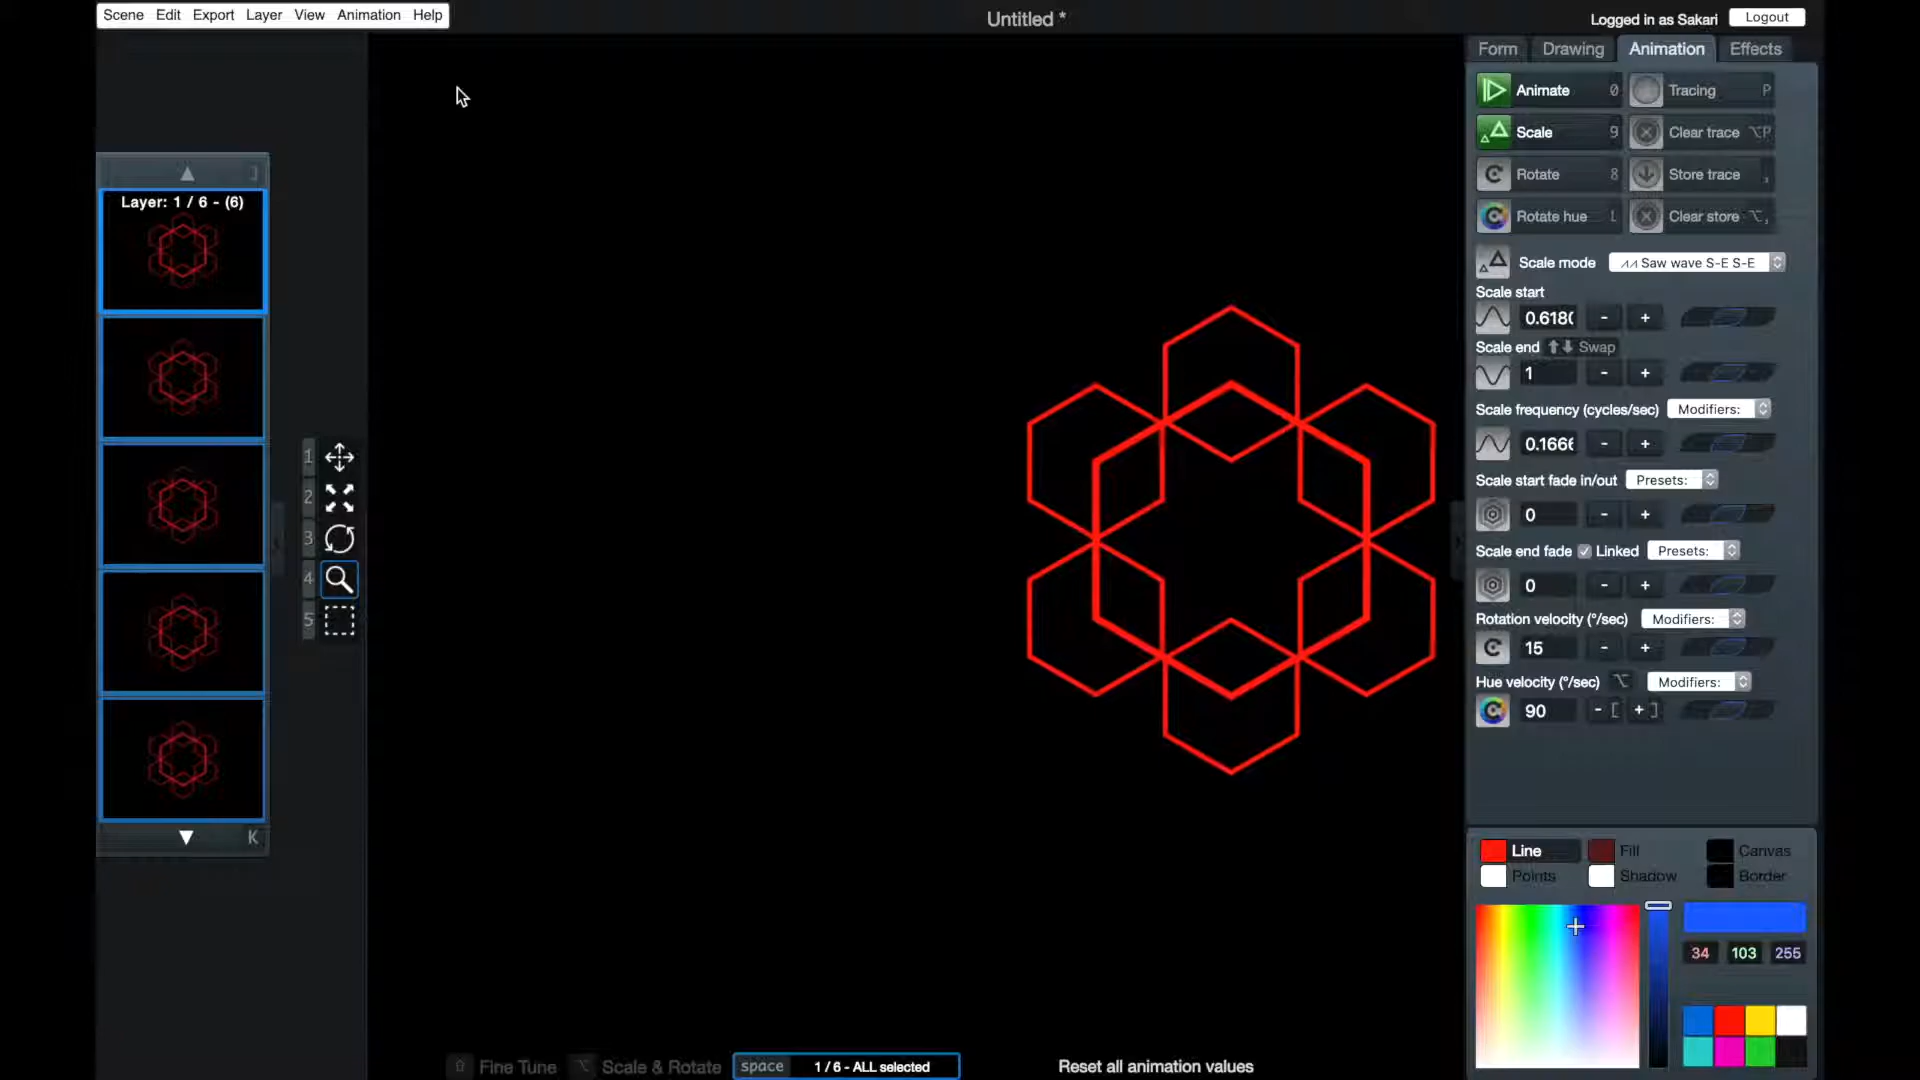 Scene Edit Export Layer View Animation Help
Untitled *
Logged in as Sakari Logout
Form Drawing Animation Effects
Animate 0 Tracing P
Scale 9 Clear trace ⌥P
Rotate 8 Store trace ,
Rotate hue L Clear store ⌥,
Scale mode Saw wave S-E S-E
Scale start
0.618( - +
Scale end Swap
1 - +
Scale frequency (cycles/sec) Modifiers:
0.166( - +
Scale start fade in/out Presets:
0 - +
Scale end fade Linked Presets:
0 - +
Rotation velocity (°/sec) Modifiers:
15 - +
Hue velocity (°/sec) ⌥ Modifiers:
90 - [ + ]
Line Fill Canvas
Points Shadow Border
34 103 255
Layer: 1 / 6 - (6)
K
1
2
3
4
5
Fine Tune ⌥ Scale & Rotate space 1 / 6 - ALL selected Reset all animation values